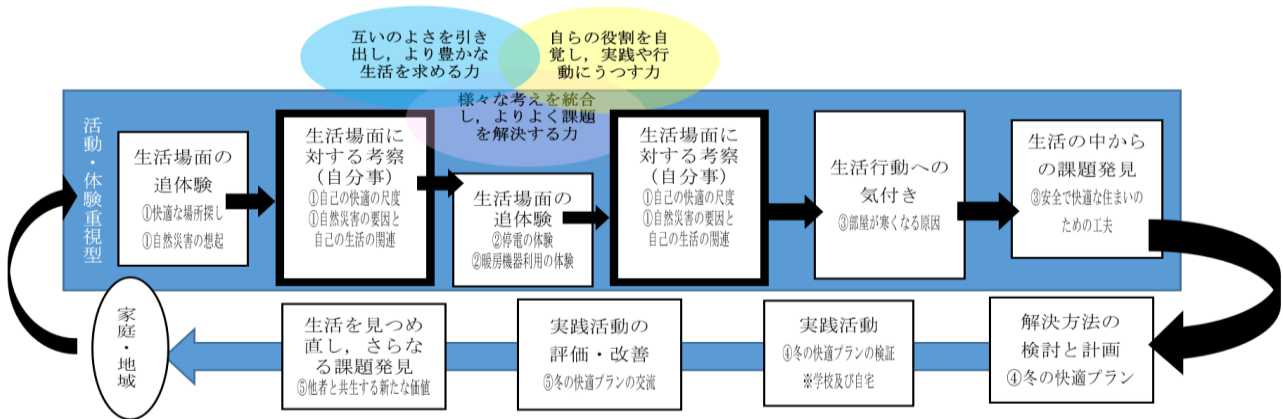 互いのよさを引き
出し，より豊かな
生活を求める力
自らの役割を自
覚し，実践や行
動にうつす力
様々な考えを統合
し，よりよく課題
を解決する力
活動・体験重視型
生活場面の
追体験
①快適な場所探し
①自然災害の想起
生活場面に
対する考察
（自分事）
①自己の快適の尺度
①自然災害の要因と
自己の生活の関連
生活場面の
追体験
②停電の体験
②暖房機器利用の体験
生活場面に
対する考察
（自分事）
①自己の快適の尺度
①自然災害の要因と
自己の生活の関連
生活行動への
気付き
③部屋が寒くなる原因
生活の中から
の課題発見
③安全で快適な住まいの
ための工夫
解決方法の
検討と計画
④冬の快適プラン
実践活動
④冬の快適プランの検証
※学校及び自宅
実践活動の
評価・改善
⑤冬の快適プランの交流
生活を見つめ
直し，さらな
る課題発見
⑤他者と共生する新たな価値
家庭・地域